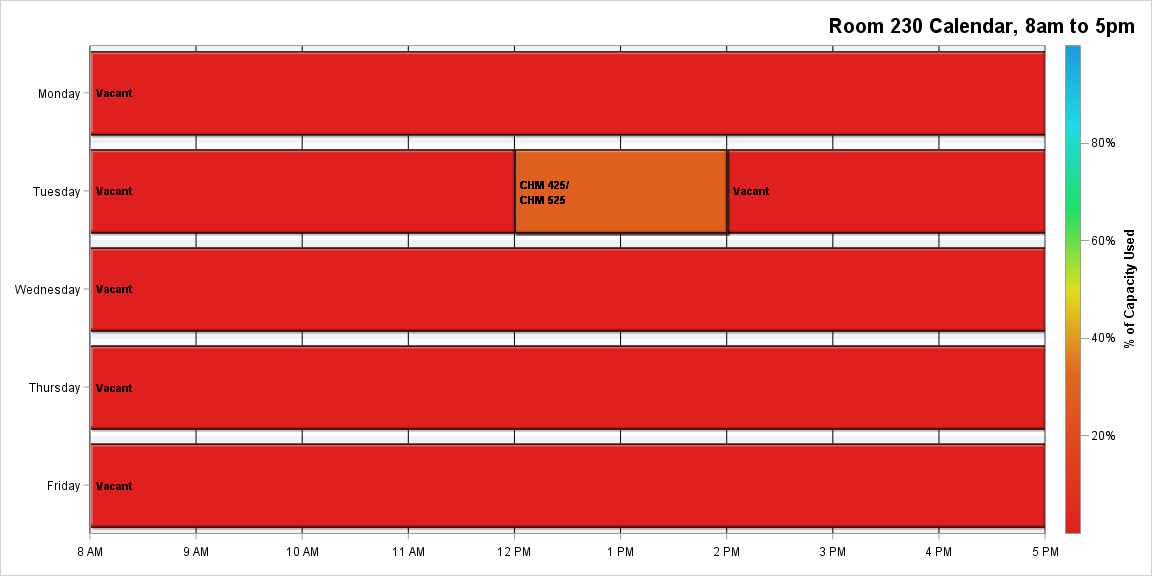 Room 230 Calendar, 8am to 5pm
Monday
Vacant
Tuesday
Vacant
CHM 425/
CHM 525
Vacant
Wednesday
Vacant
Thursday
Vacant
Friday
Vacant
8 AM
9 AM
10 AM
11 AM
12 PM
1 PM
2 PM
3 PM
4 PM
5 PM
80%
60%
40%
20%
% of Capacity Used